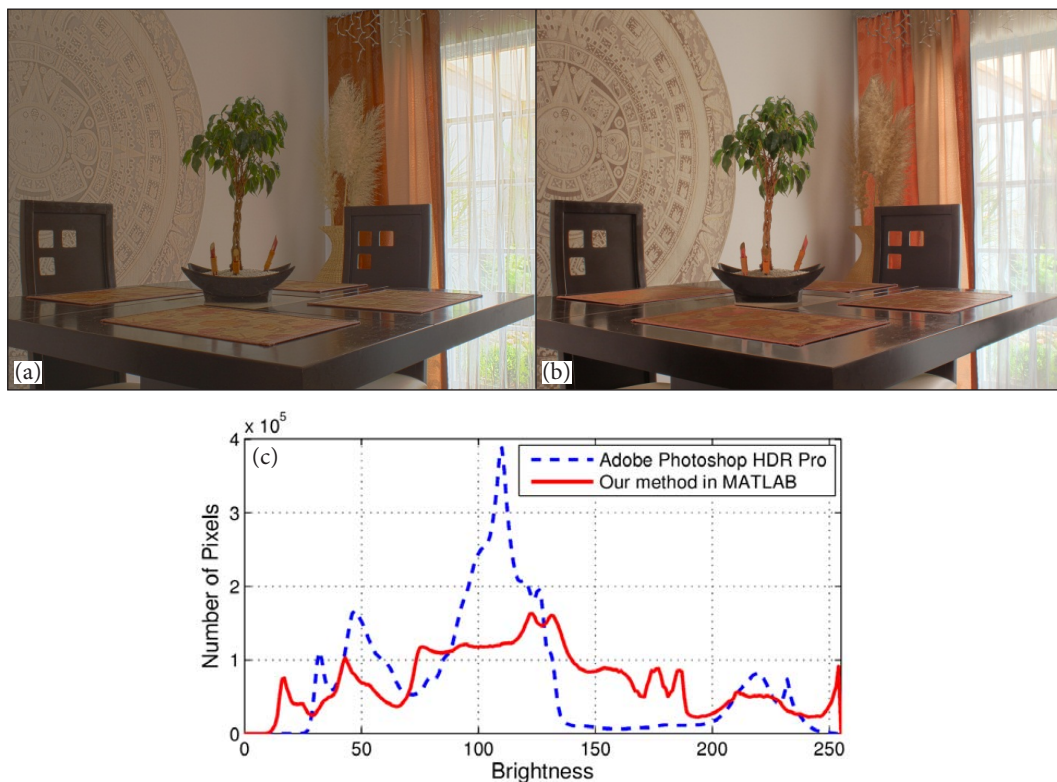 (a)
(b)
x 10^5
(c)
Adobe Photoshop HDR Pro
Our method in MATLAB
Number of Pixels
4
3
2
1
0
0 50 100 150 200 250
Brightness